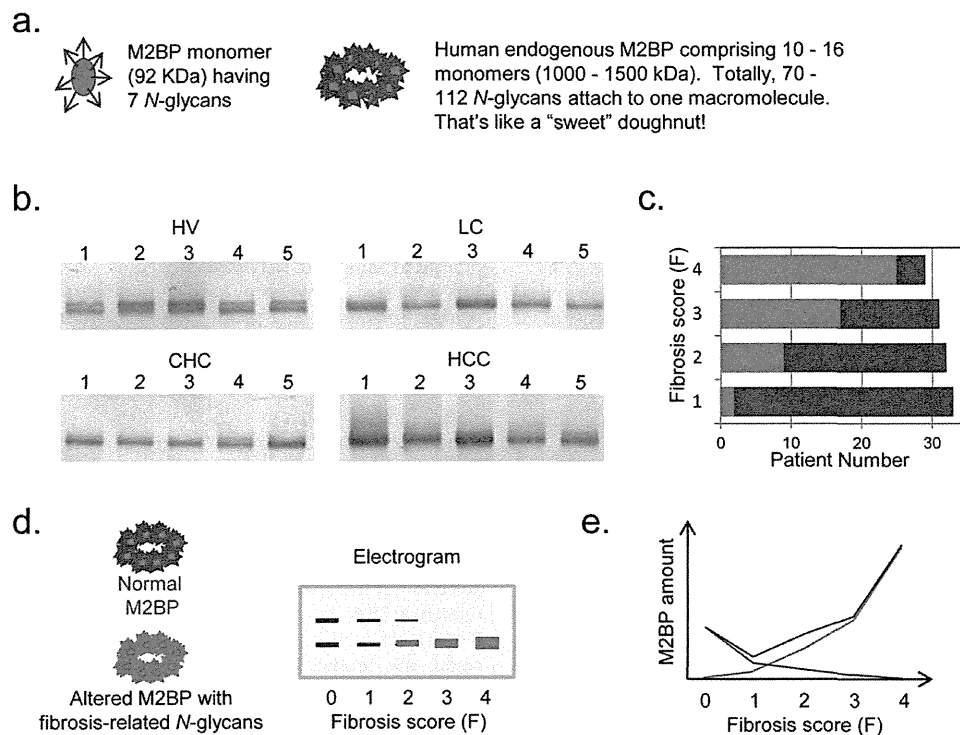 a.
M2BP monomer
(92 KDa) having
7 N-glycans
Human endogenous M2BP comprising 10 - 16
monomers (1000 - 1500 kDa). Totally, 70 -
112 N-glycans attach to one macromolecule.
That's like a "sweet" doughnut!
b.
HV
1 2 3 4 5
LC
1 2 3 4 5
CHC
1 2 3 4 5
HCC
1 2 3 4 5
c.
Fibrosis score (F)
4
3
2
1
0 10 20 30
Patient Number
d.
Normal
M2BP
Altered M2BP with
fibrosis-related N-glycans
Electrogram
0 1 2 3 4
Fibrosis score (F)
e.
M2BP amount
0 1 2 3 4
Fibrosis score (F)